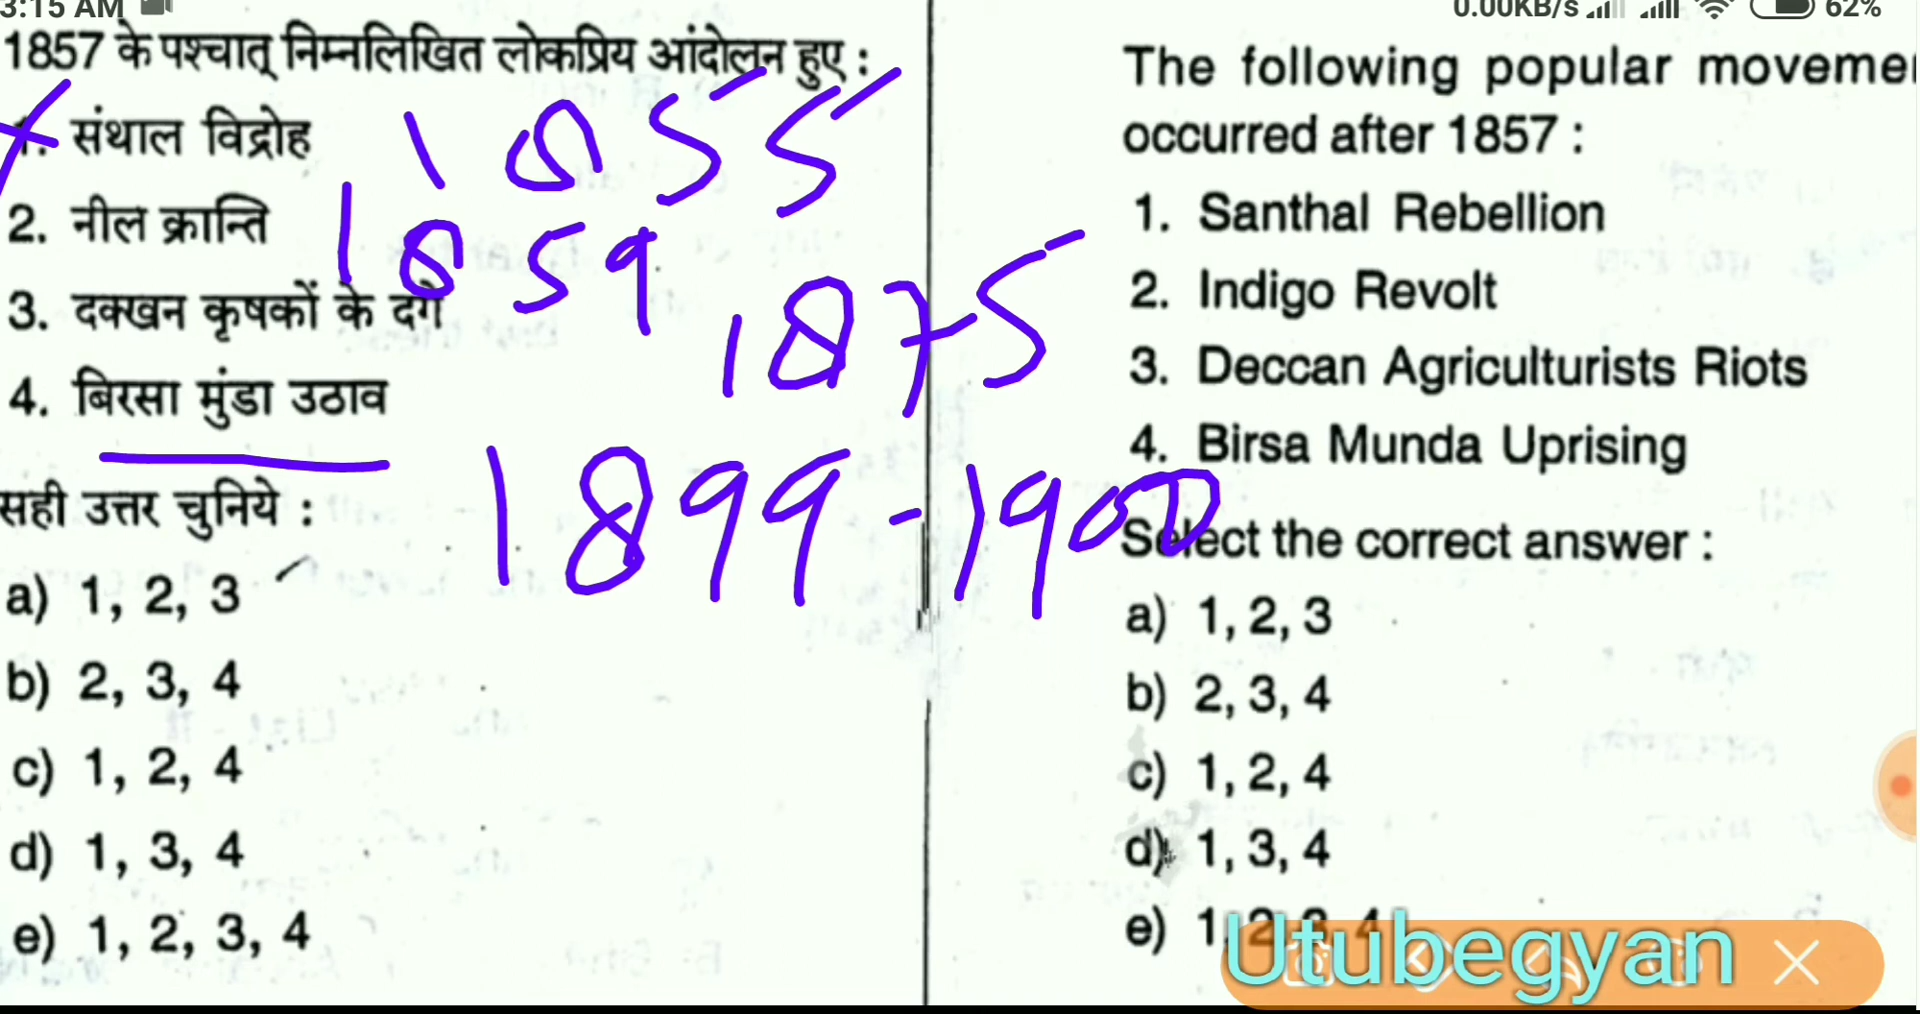 3:15 AM
0.00KB/s
62%
1857 के पश्चात् निम्नलिखित लोकप्रिय आंदोलन हुए :
1. संथाल विद्रोह
1855
2. नील क्रान्ति
1859
3. दक्खन कृषकों के दंगे
1875
4. बिरसा मुंडा उठाव
1899-1900
सही उत्तर चुनिये :
a) 1, 2, 3
b) 2, 3, 4
c) 1, 2, 4
d) 1, 3, 4
e) 1, 2, 3, 4
The following popular
occurred after 1857 :
1. Santhal Rebellion
2. Indigo Revolt
3. Deccan Agriculturists Riots
4. Birsa Munda Uprising
Select the correct answer :
a) 1, 2, 3
b) 2, 3, 4
c) 1, 2, 4
d) 1, 3, 4
e) 1, 2, 3, 4
Utubegyan